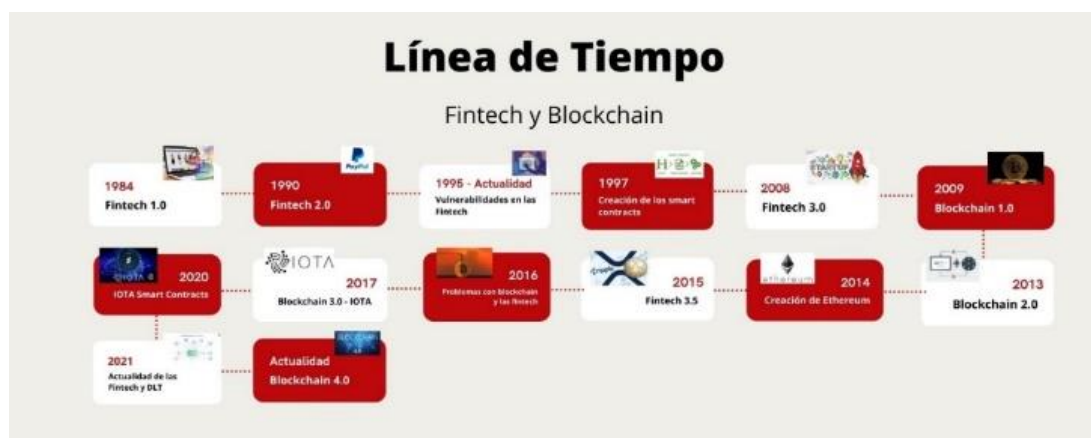 Línea de Tiempo
Fintech y Blockchain
1984
Fintech 1.0
PayPal
1990
Fintech 2.0
1995 - Actualidad
Vulnerabilidades en las
Fintech
1997
Creación de los smart
contracts
STARTUP
2008
Fintech 3.0
2009
Blockchain 1.0
2013
Blockchain 2.0
ethereum
2014
Creación de Ethereum
2015
Fintech 3.5
2016
Problemas con blockchain
y las fintech
IOTA
2017
Blockchain 3.0 - IOTA
2020
IOTA Smart Contracts
2021
Actualidad de las
Fintech y DLT
Actualidad
Blockchain 4.0